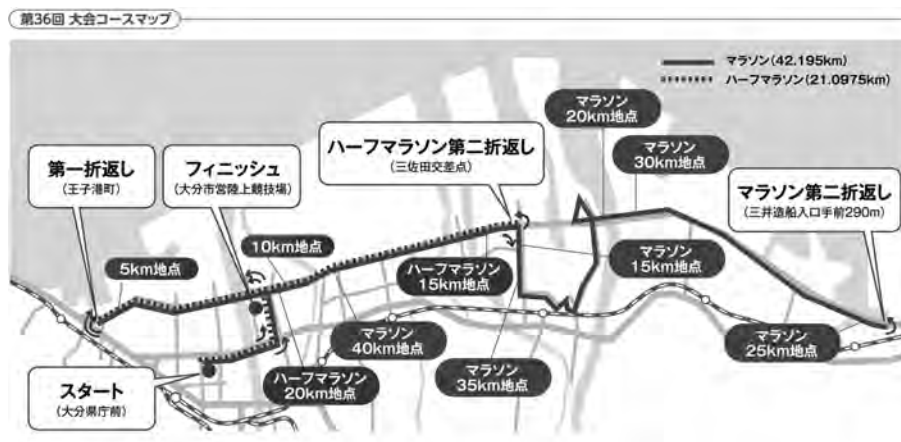 第36回 大会コースマップ
マラソン(42.195km)
ハーフマラソン(21.0975km)
マラソン
20km地点
マラソン
30km地点
ハーフマラソン第二折返し
(三佐田交差点)
第一折返し
(王子港町)
フィニッシュ
(大分市営陸上競技場)
マラソン第二折返し
(三井造船入口手前290m)
5km地点
10km地点
ハーフマラソン
15km地点
マラソン
15km地点
マラソン
40km地点
マラソン
25km地点
マラソン
35km地点
ハーフマラソン
20km地点
スタート
(大分県庁前)